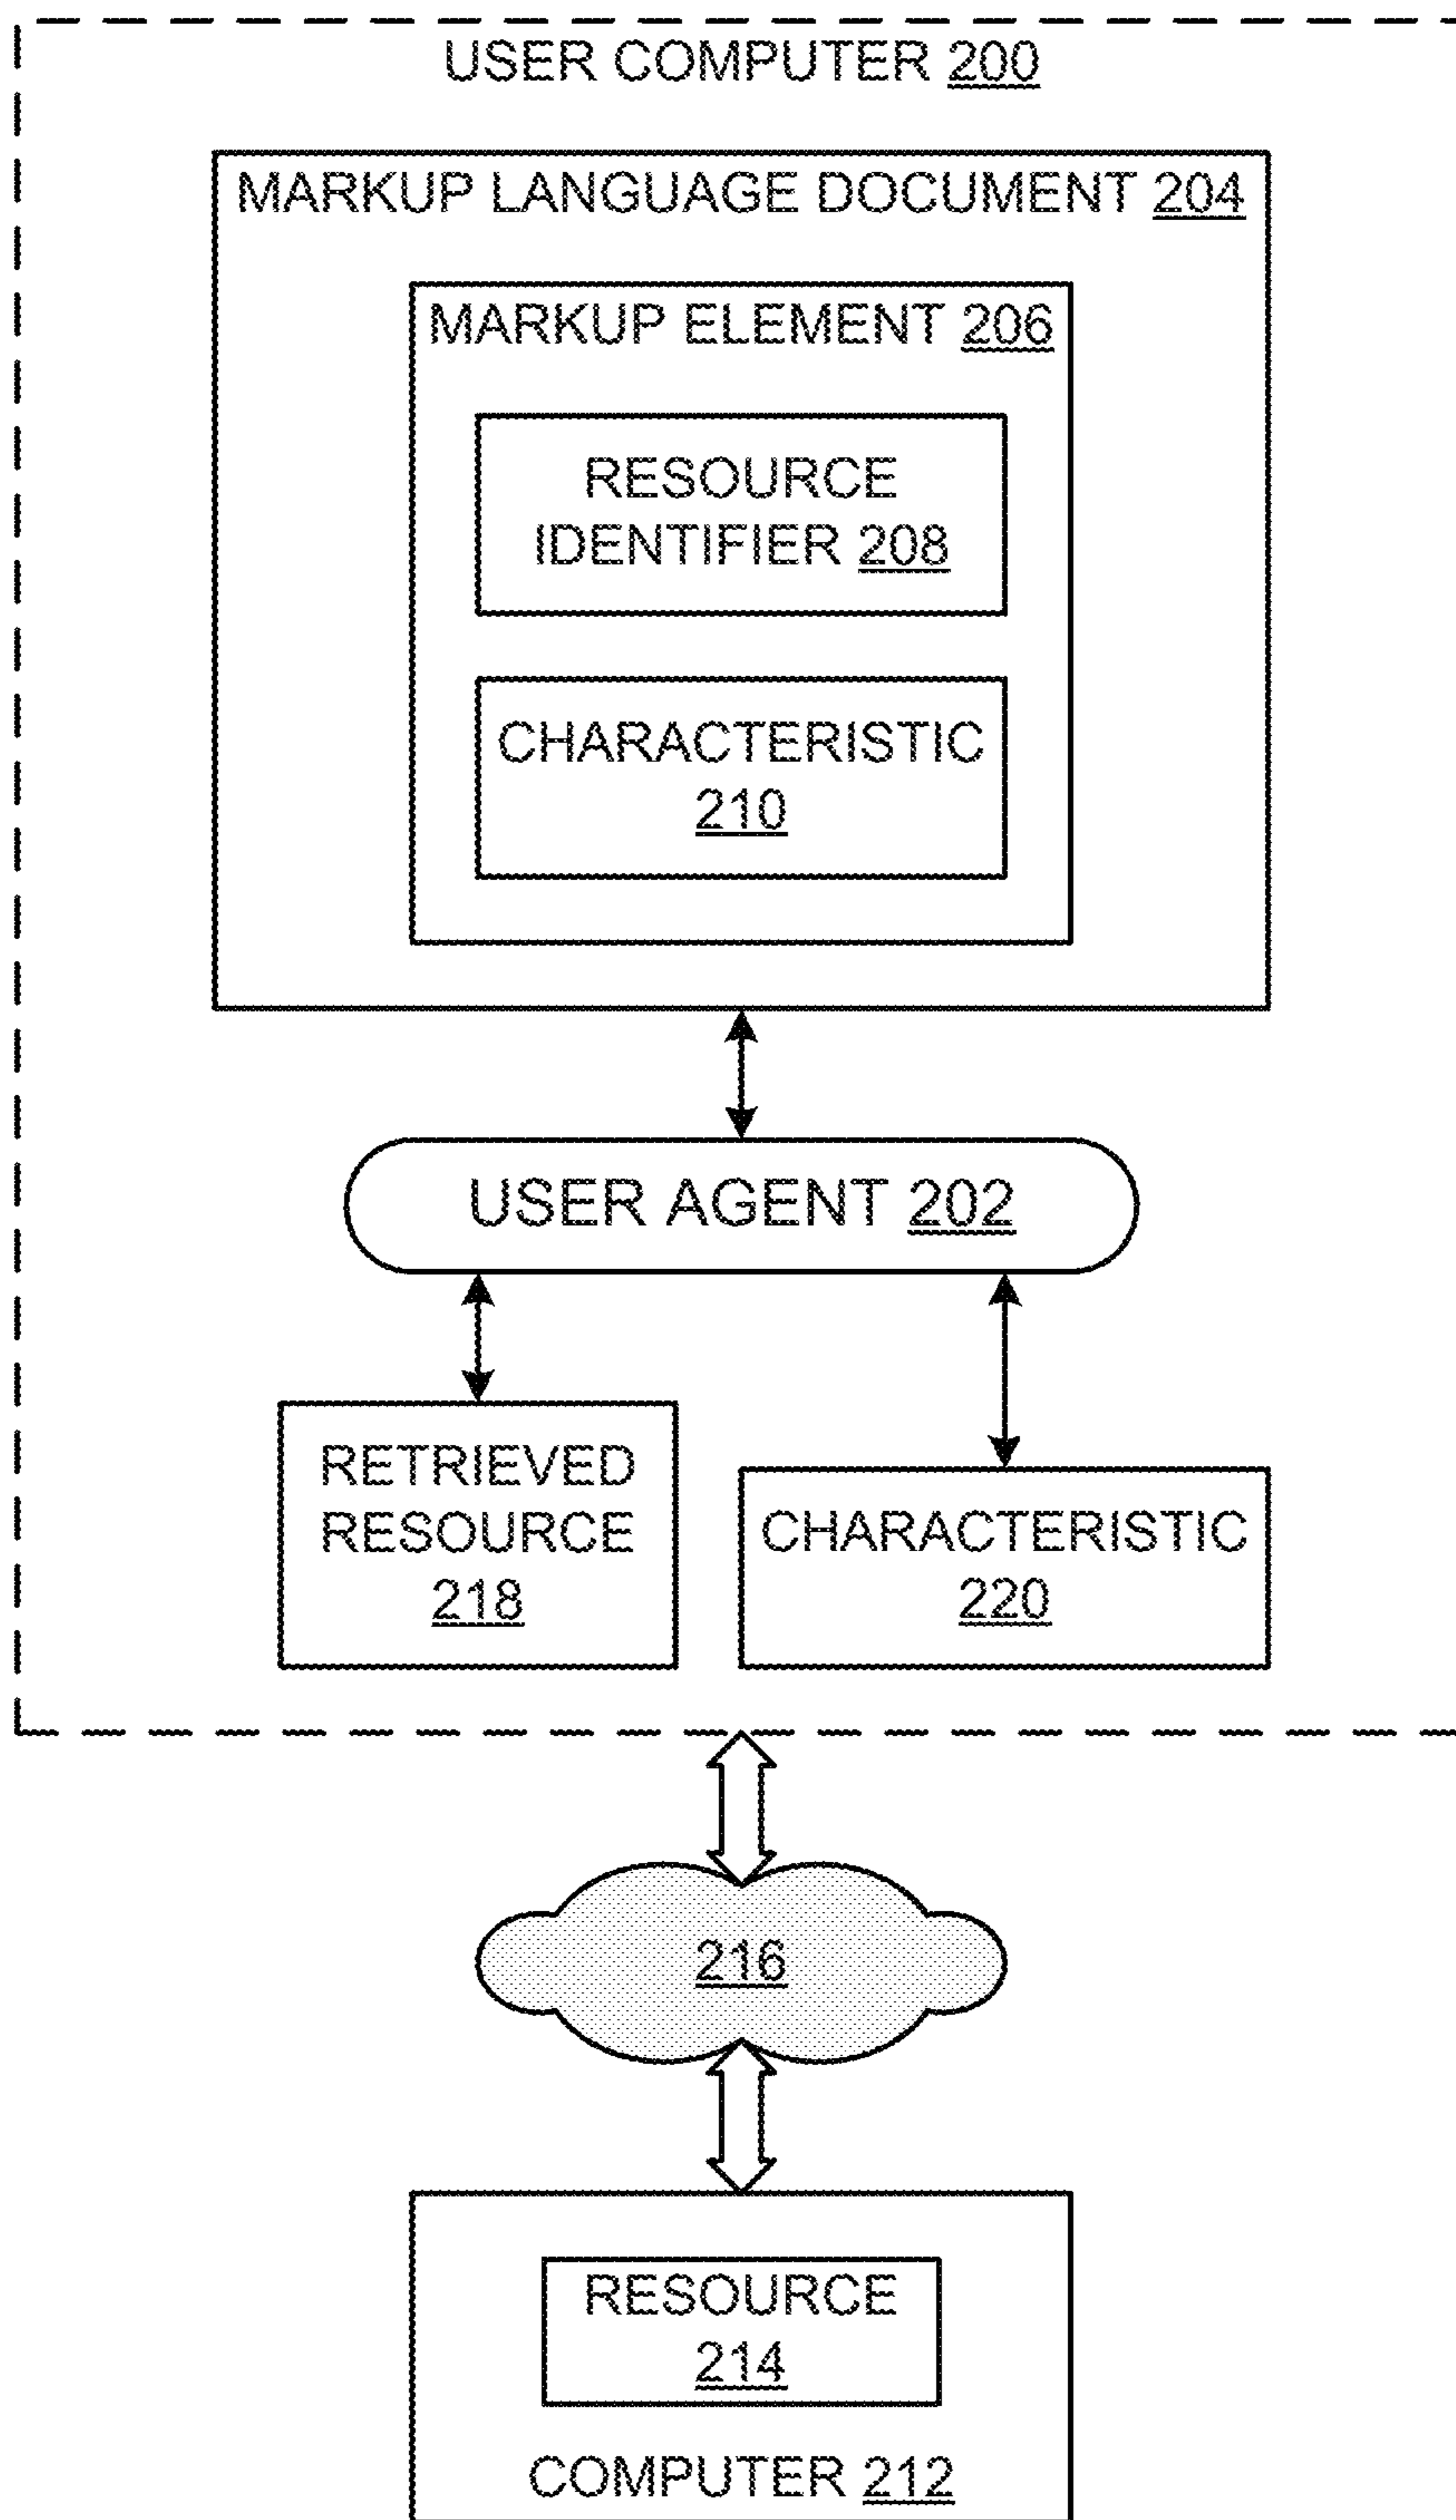 USER COMPUTER 200
MARKUP LANGUAGE DOCUMENT 204
MARKUP ELEMENT 206
RESOURCE
IDENTIFIER 208
CHARACTERISTIC
210
USER AGENT 202
RETRIEVED
RESOURCE
218
CHARACTERISTIC
220
216
RESOURCE
214
COMPUTER 212